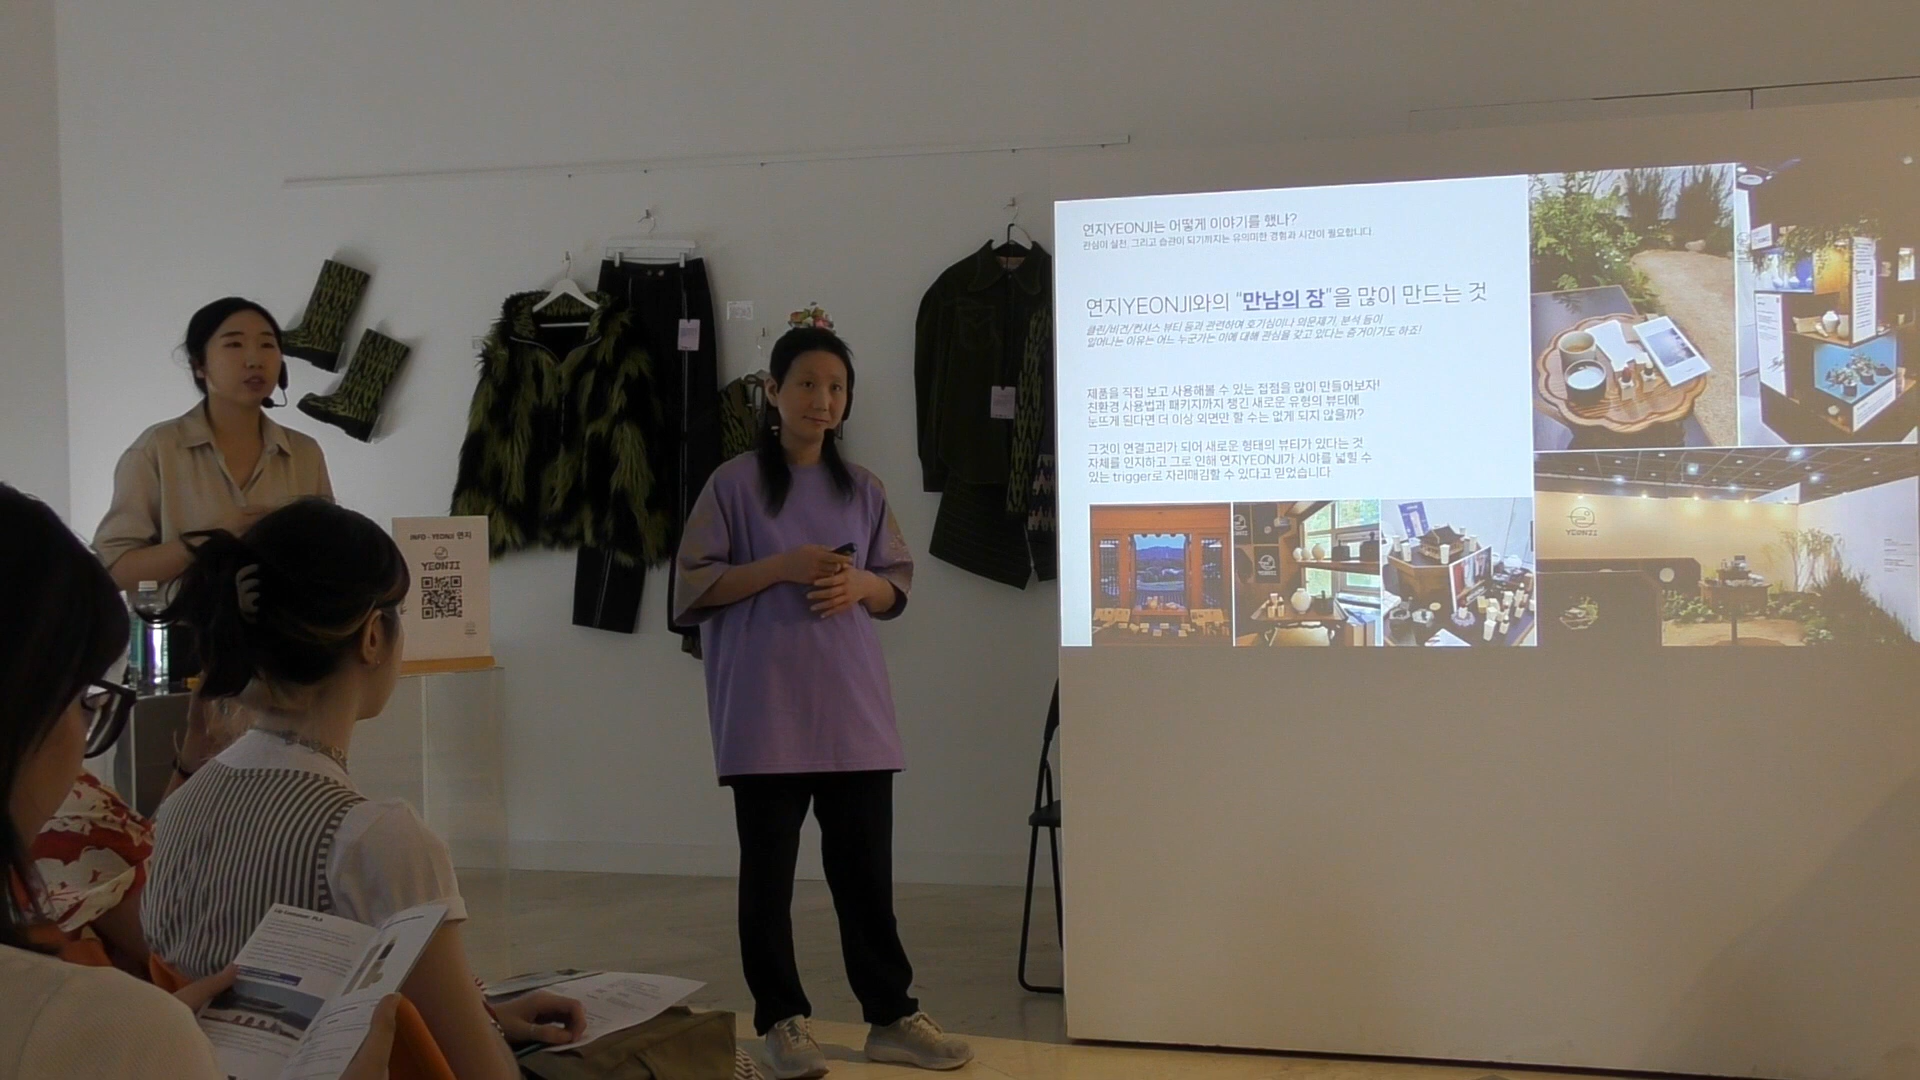 연지YEONJI는 어떻게 이야기를 했나?
관심이 실천, 그리고 습관이 되기까지는 유의미한 경험과 시간이 필요합니다
연지YEONJI와의 "만남의 장"을 많이 만드는 것
클린/비건/컨셔스 뷰티 등과 관련하여 호기심이나 의문제기, 분석 등이
일어나는 이유는 어느 누군가는 이에 대해 관심을 갖고 있다는 증거이기도 하죠!
제품을 직접 보고 사용해볼 수 있는 접점을 많이 만들어보자!
친환경 사용법과 패키지까지 챙긴 새로운 유형의 뷰티에
눈뜨게 된다면 더 이상 외면만 할 수는 없게 되지 않을까?
그것이 연결고리가 되어 새로운 형태의 뷰티가 있다는 것
자체를 인지하고 그로 인해 연지YEONJI가 시야를 넓힐 수
있는 trigger로 자리매김할 수 있다고 믿었습니다
YEONJI
INFO - YEONJI 연지
YEONJI